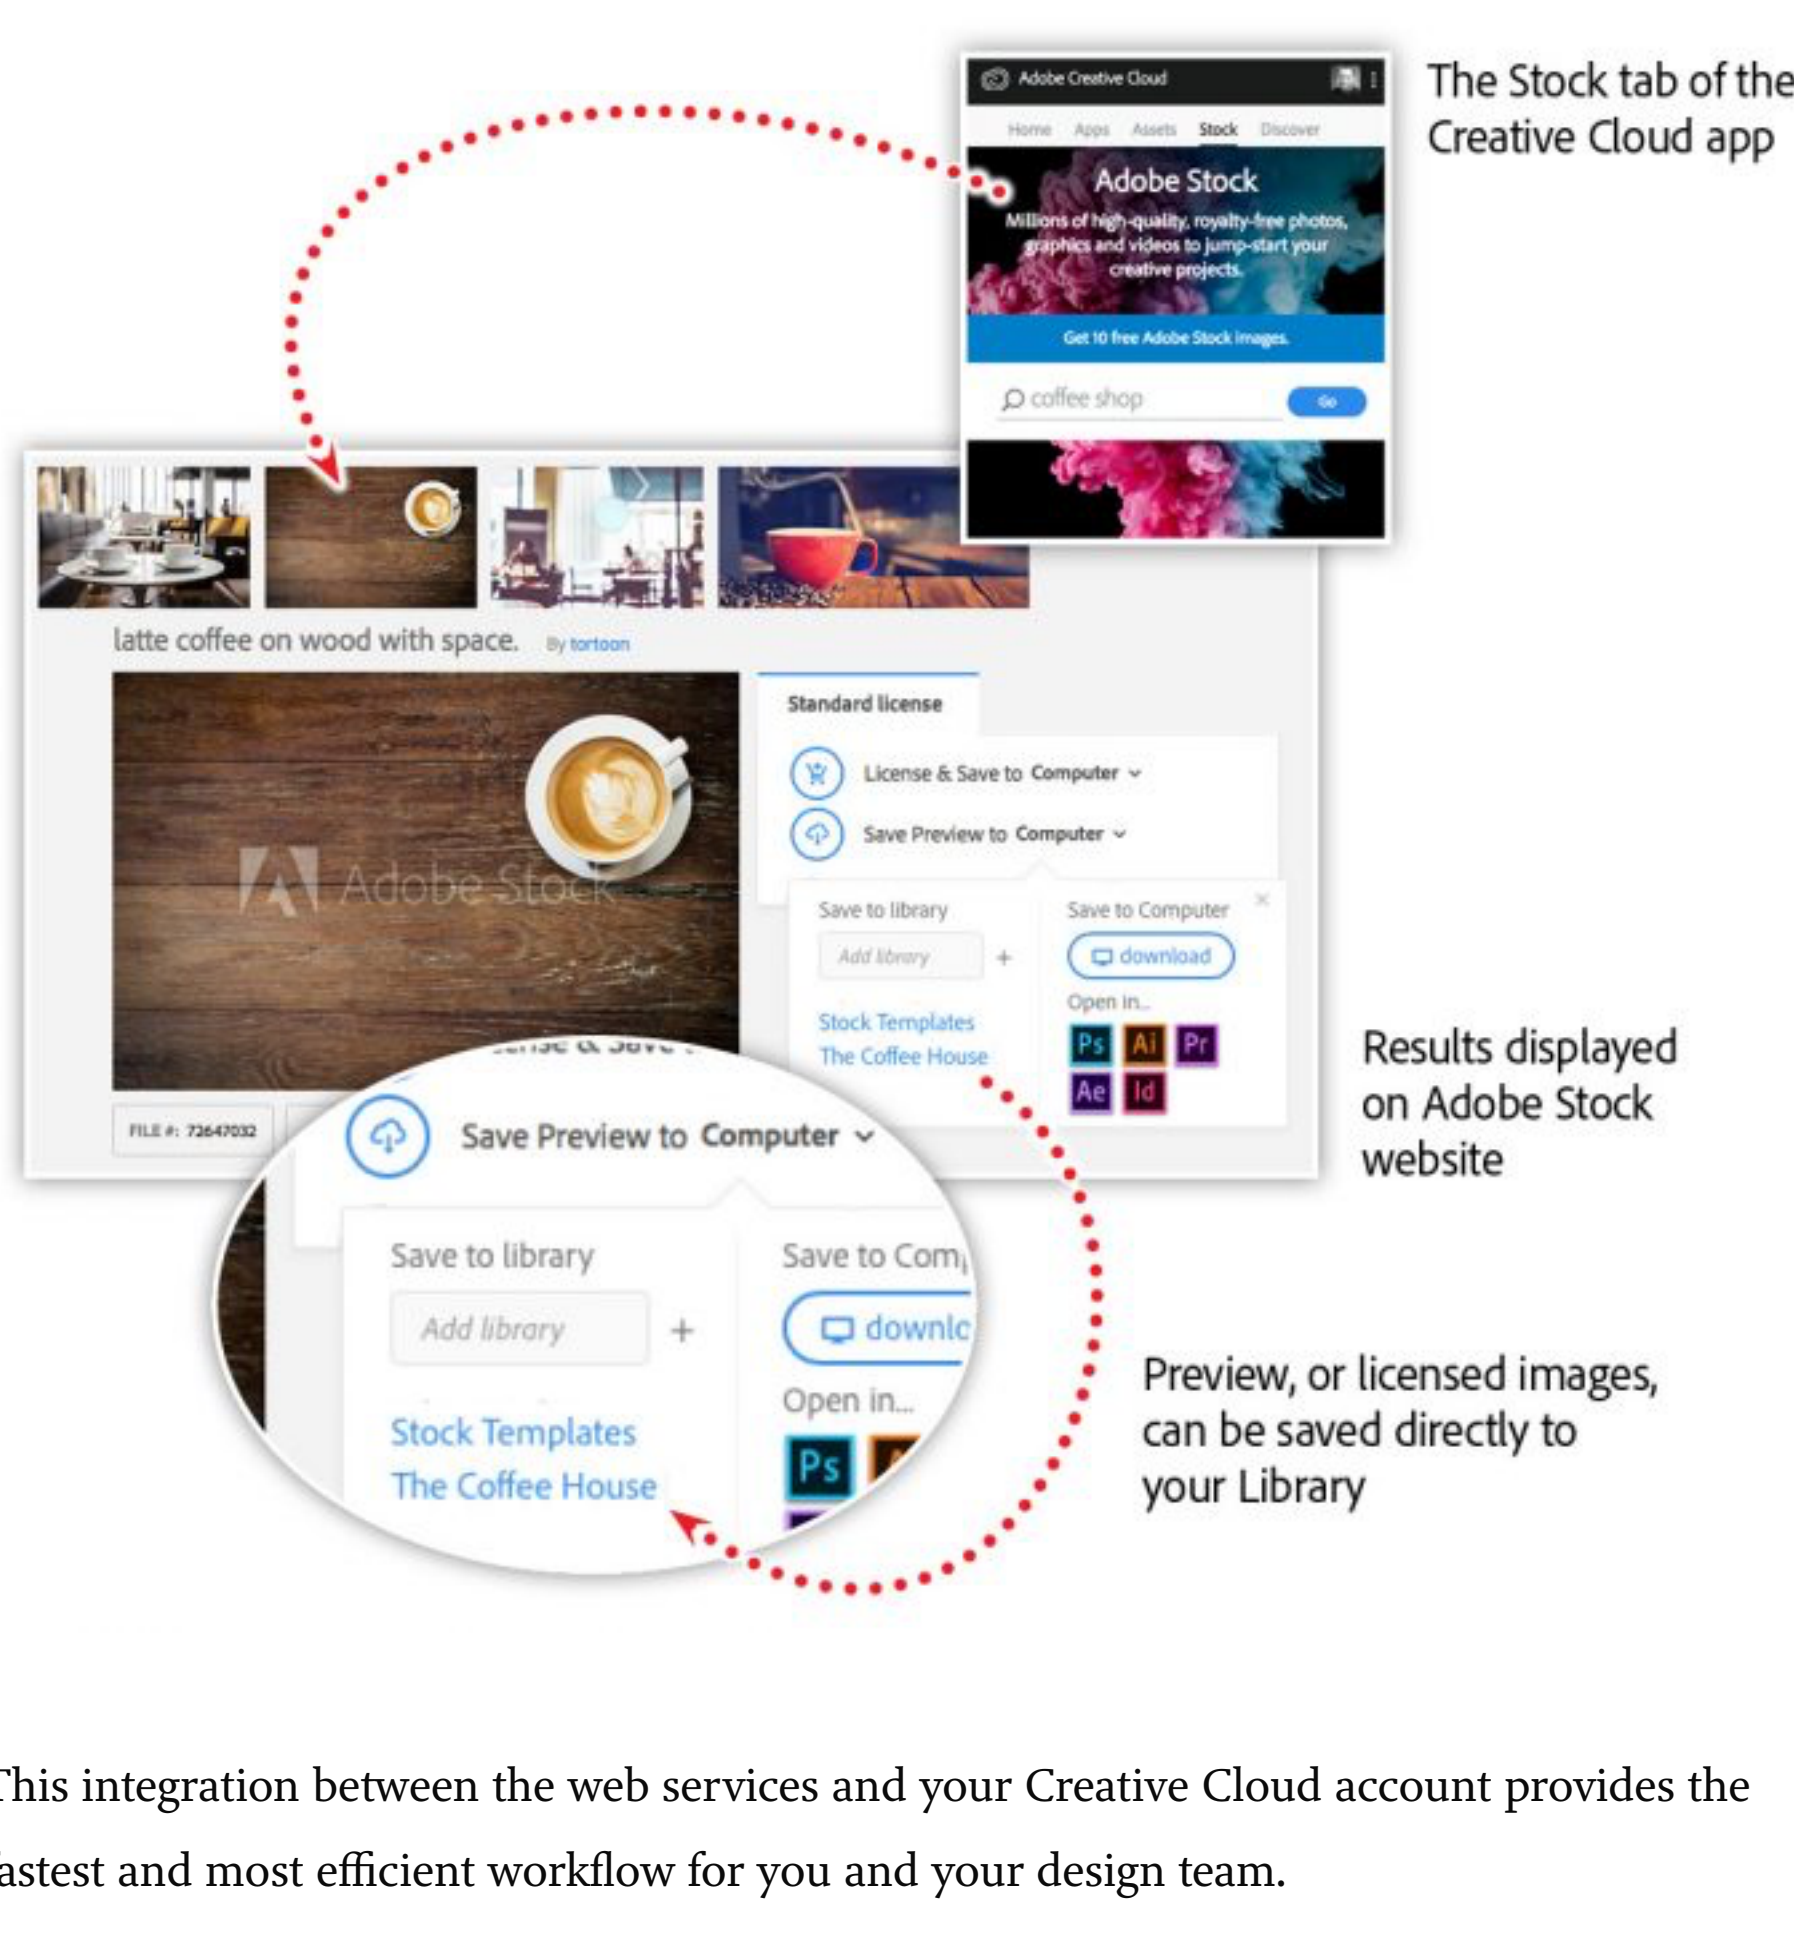 Adobe Creative Cloud
Home Apps Assets Stock Discover
Adobe Stock
Millions of high-quality, royalty-free photos,
graphics and videos to jump-start your
creative projects.
Get 10 free Adobe Stock images.
coffee shop Go
The Stock tab of the
Creative Cloud app
latte coffee on wood with space. By tortoon
Adobe Stock
Standard license
License & Save to Computer
Save Preview to Computer
Save to library
Add library +
Stock Templates
The Coffee House
Save to Computer
download
Open in...
Ps Ai Pr
Ae Id
FILE #: 72647032
Results displayed
on Adobe Stock
website
Save Preview to Computer
Save to library
Add library +
Stock Templates
The Coffee House
Save to Com
downlo
Open in...
Ps
Preview, or licensed images,
can be saved directly to
your Library
This integration between the web services and your Creative Cloud account provides the
fastest and most efficient workflow for you and your design team.